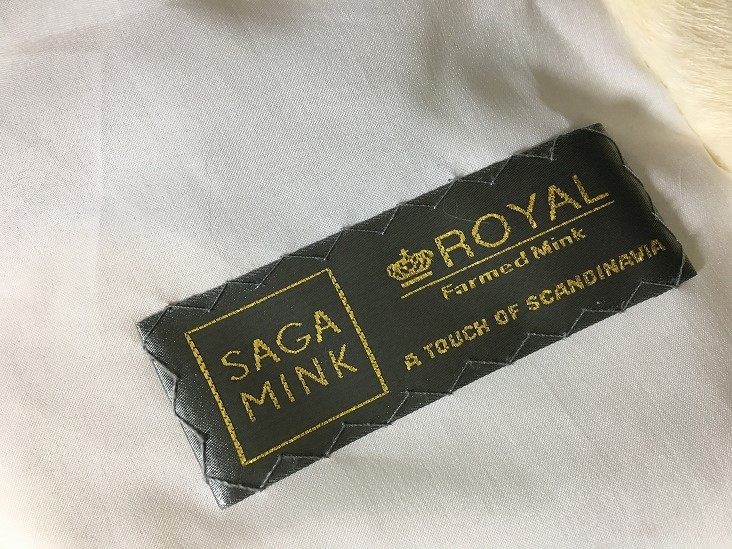 SAGA
MINK
ROYAL
Farmed Mink
A TOUCH OF SCANDINAVIA